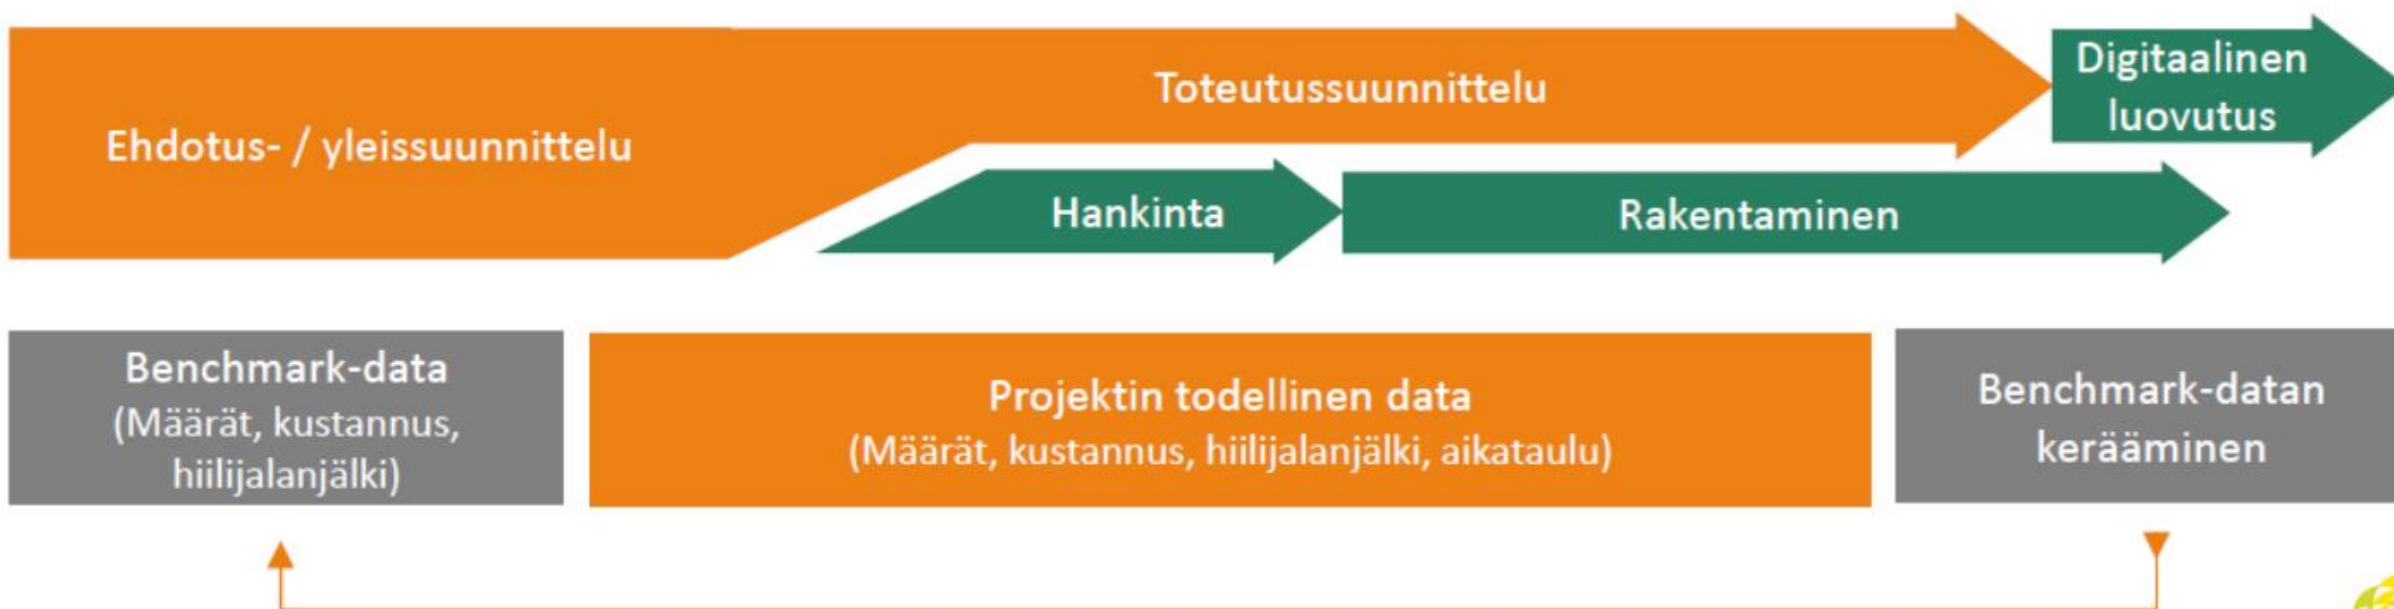 Ehdotus- / yleissuunnittelu
Toteutussuunnittelu
Digitaalinen
luovutus
Hankinta
Rakentaminen
Benchmark-data
(Määrät, kustannus,
hiilijalanjälki)
Projektin todellinen data
(Määrät, kustannus, hiilijalanjälki, aikataulu)
Benchmark-datan
kerääminen